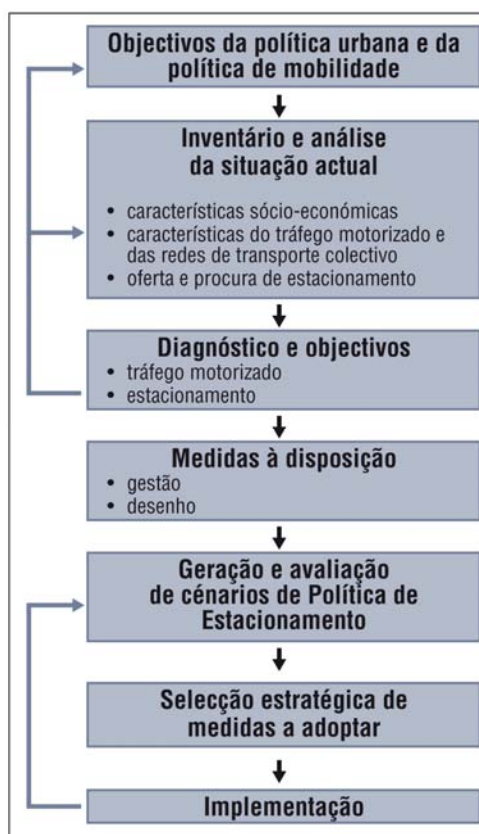 Objectivos da política urbana e da
política de mobilidade
Inventário e análise
da situação actual
• características sócio-económicas
• características do tráfego motorizado e
das redes de transporte colectivo
• oferta e procura de estacionamento
Diagnóstico e objectivos
• tráfego motorizado
• estacionamento
Medidas à disposição
• gestão
• desenho
Geração e avaliação
de cénarios de Política de
Estacionamento
Selecção estratégica de
medidas a adoptar
Implementação